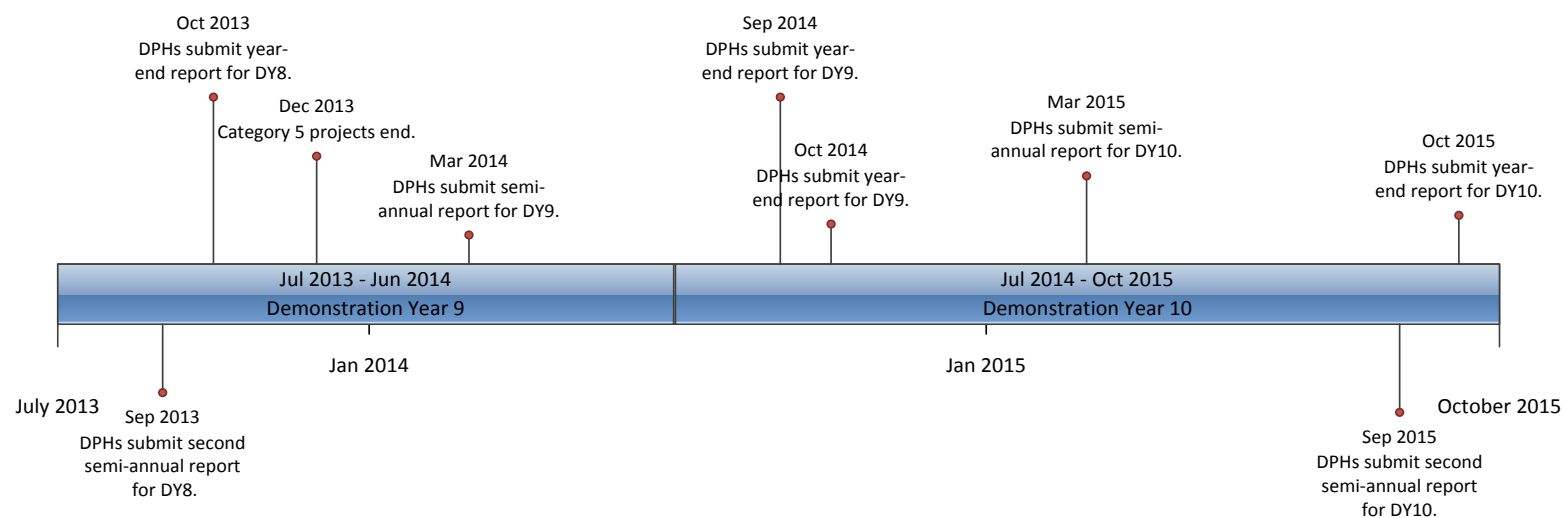 Oct 2013
DPHs submit year-
end report for DY8.
Dec 2013
Category 5 projects end.
Mar 2014
DPHs submit semi-
annual report for DY9.
Sep 2014
DPHs submit year-
end report for DY9.
Oct 2014
DPHs submit year-
end report for DY9.
Mar 2015
DPHs submit semi-
annual report for DY10.
Oct 2015
DPHs submit year-
end report for DY10.
Jul 2013 - Jun 2014
Demonstration Year 9
Jul 2014 - Oct 2015
Demonstration Year 10
Jan 2014
Jan 2015
July 2013
October 2015
Sep 2013
DPHs submit second
semi-annual report
for DY8.
Sep 2015
DPHs submit second
semi-annual report
for DY10.